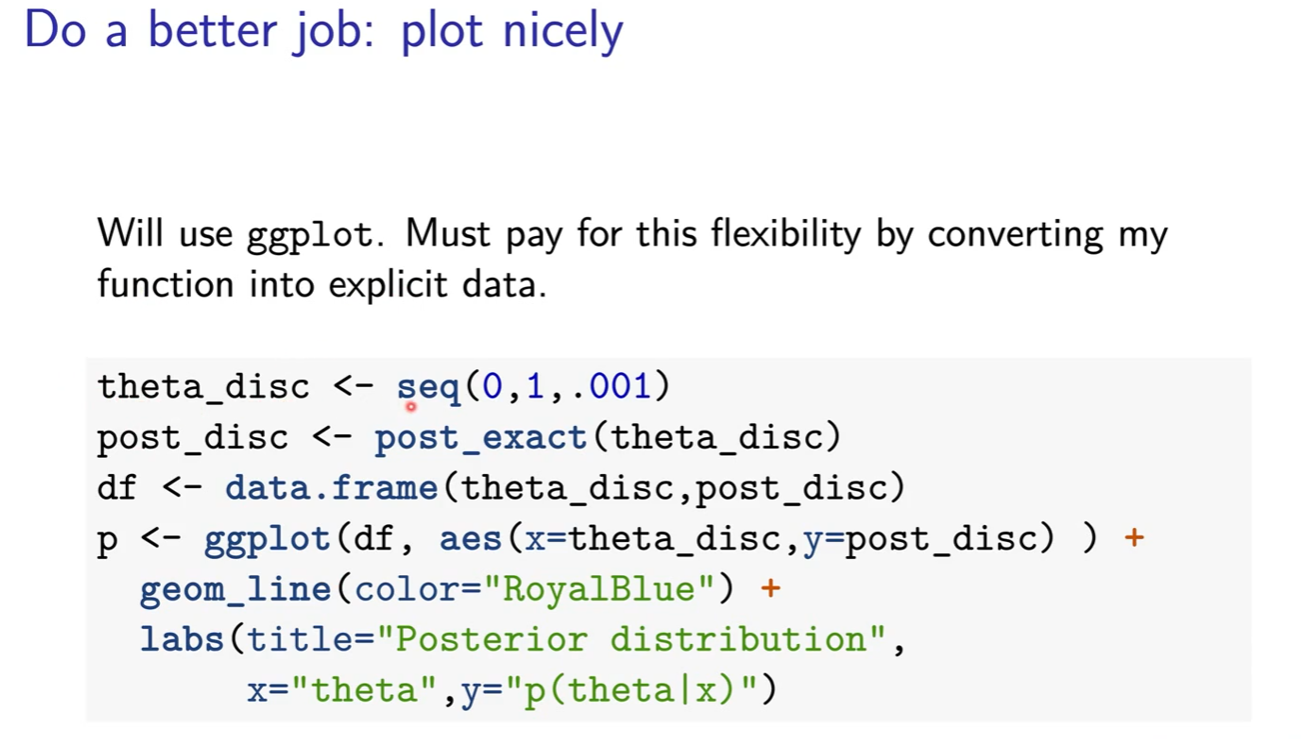 Do a better job: plot nicely
Will use ggplot. Must pay for this flexibility by converting my
function into explicit data.
theta_disc <- seq(0,1,.001)
post_disc <- post_exact(theta_disc)
df <- data.frame(theta_disc,post_disc)
p <- ggplot(df, aes(x=theta_disc,y=post_disc) ) +
  geom_line(color="RoyalBlue") +
  labs(title="Posterior distribution",
       x="theta",y="p(theta|x)")